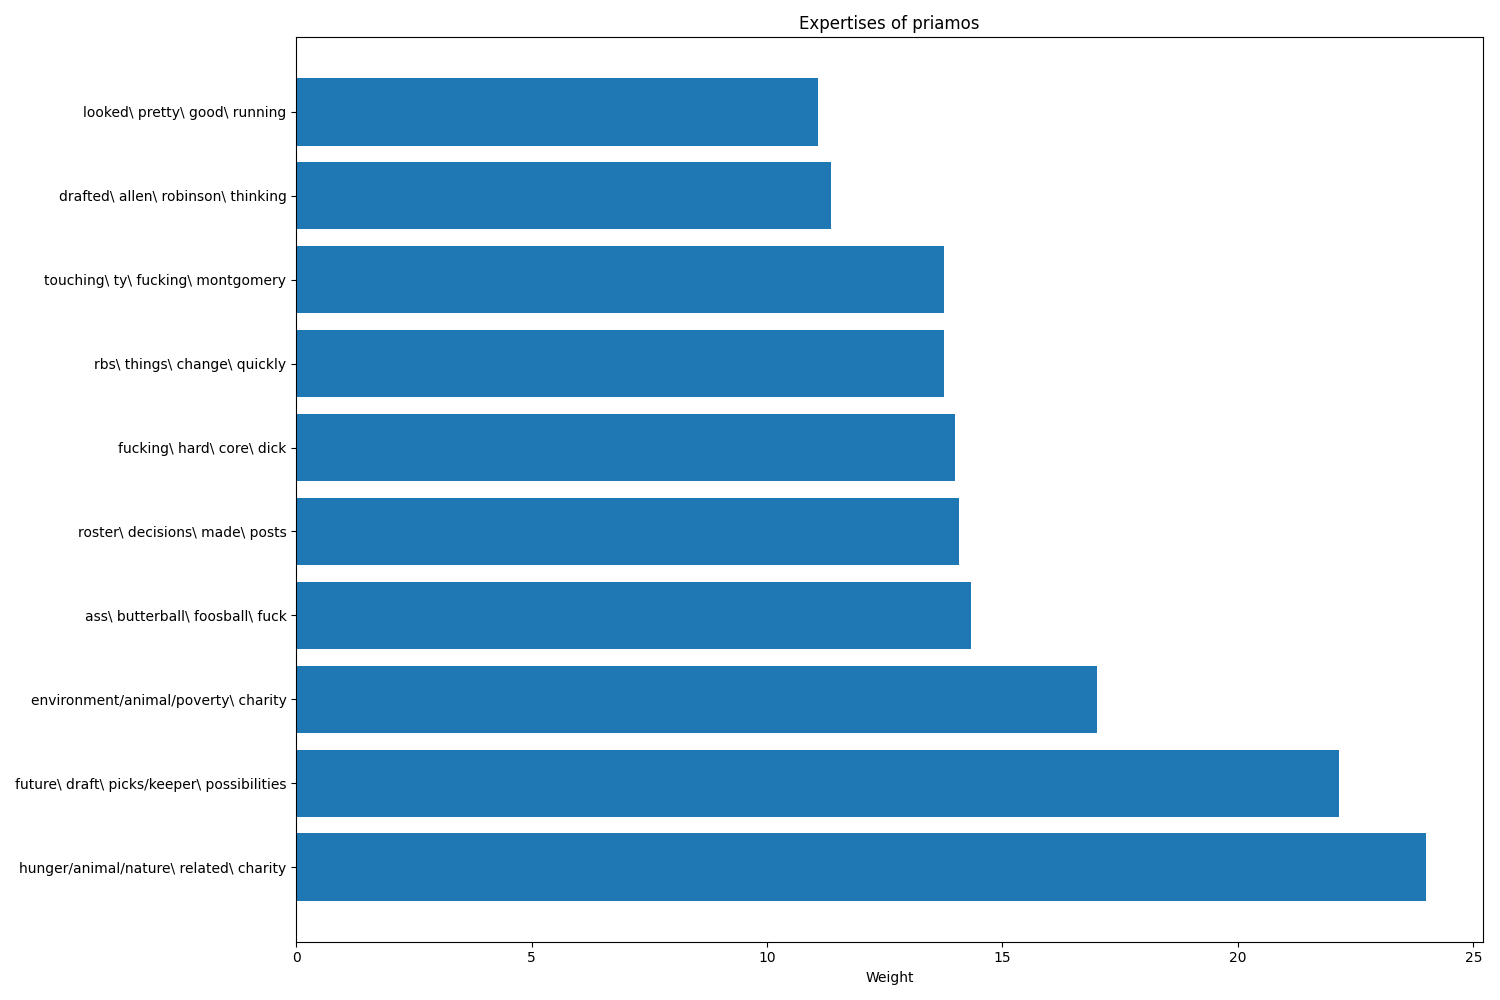 Expertises of priamos
looked\ pretty\ good\ running
drafted\ allen\ robinson\ thinking
touching\ ty\ fucking\ montgomery
rbs\ things\ change\ quickly
fucking\ hard\ core\ dick
roster\ decisions\ made\ posts
ass\ butterball\ foosball\ fuck
environment/animal/poverty\ charity
future\ draft\ picks/keeper\ possibilities
hunger/animal/nature\ related\ charity
0 5 10 15 20 25
Weight